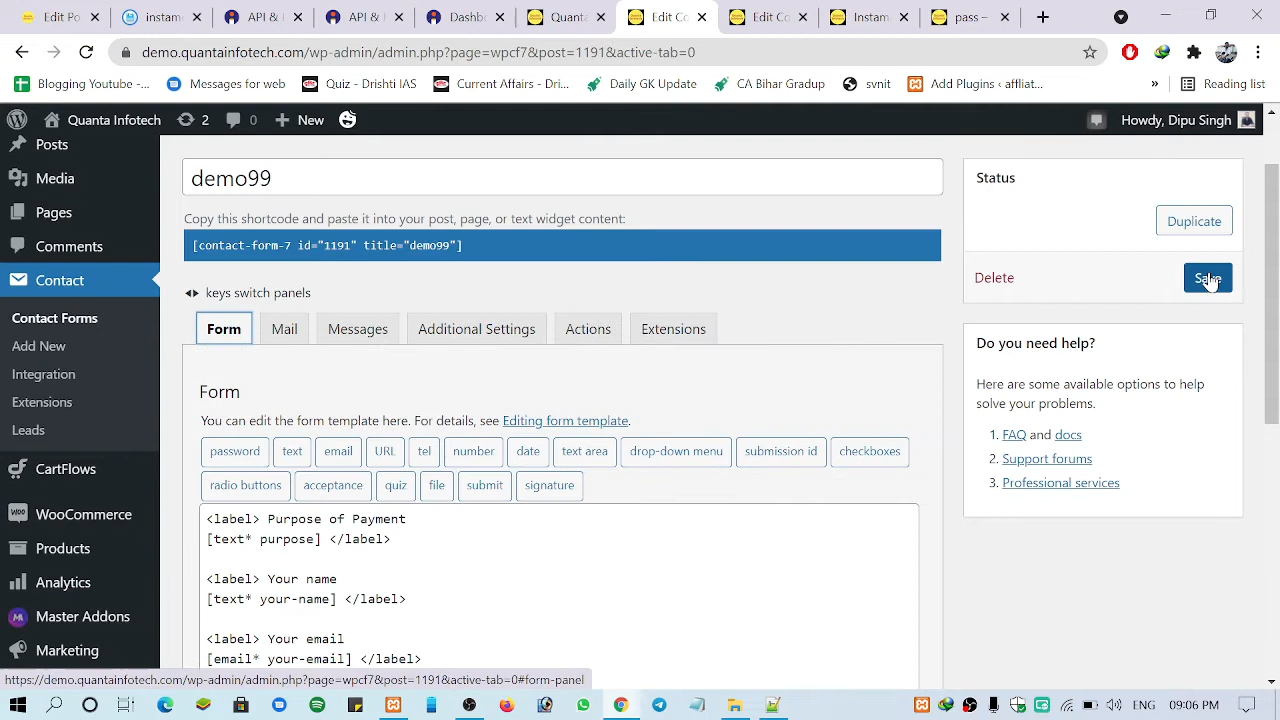 Edit Po
instam
API &
API &
Dashb
Quant
Edit Co
Edit Co
Instam
pass –
demo.quantainfotech.com/wp-admin/admin.php?page=wpcf7&post=1191&active-tab=0
Blogging Youtube -...
Messages for web
Quiz - Drishti IAS
Current Affairs - Dri...
Daily GK Update
CA Bihar Gradup
svnit
Add Plugins ‹ affliat...
»
Reading list
Quanta Infotech
2
0
New
Howdy, Dipu Singh
Posts
Media
Pages
Comments
Contact
Contact Forms
Add New
Integration
Extensions
Leads
CartFlows
WooCommerce
Products
Analytics
Master Addons
Marketing
demo99
Copy this shortcode and paste it into your post, page, or text widget content:
[contact-form-7 id="1191" title="demo99"]
keys switch panels
Form
Mail
Messages
Additional Settings
Actions
Extensions
Form
You can edit the form template here. For details, see Editing form template.
password
text
email
URL
tel
number
date
text area
drop-down menu
submission id
checkboxes
radio buttons
acceptance
quiz
file
submit
signature
<label> Purpose of Payment
[text* purpose] </label>
<label> Your name
[text* your-name] </label>
<label> Your email
[email* your-email] </label>
Status
Duplicate
Delete
Save
Do you need help?
Here are some available options to help
solve your problems.
1. FAQ and docs
2. Support forums
3. Professional services
https://demo.quantainfotech.com/wp-admin/admin.php?page=wpcf7&post=1191&active-tab=0#form-panel
ENG
09:06 PM